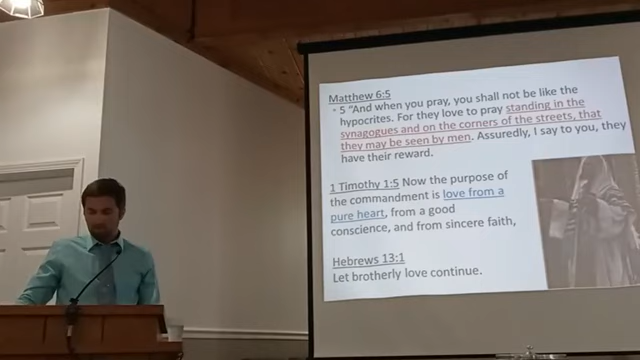 Matthew 6:5
- 5 "And when you pray, you shall not be like the
hypocrites. For they love to pray standing in the
synagogues and on the corners of the streets, that
they may be seen by men. Assuredly, I say to you, they
have their reward.
1 Timothy 1:5 Now the purpose of
the commandment is love from a
pure heart, from a good
conscience, and from sincere faith,
Hebrews 13:1
Let brotherly love continue.